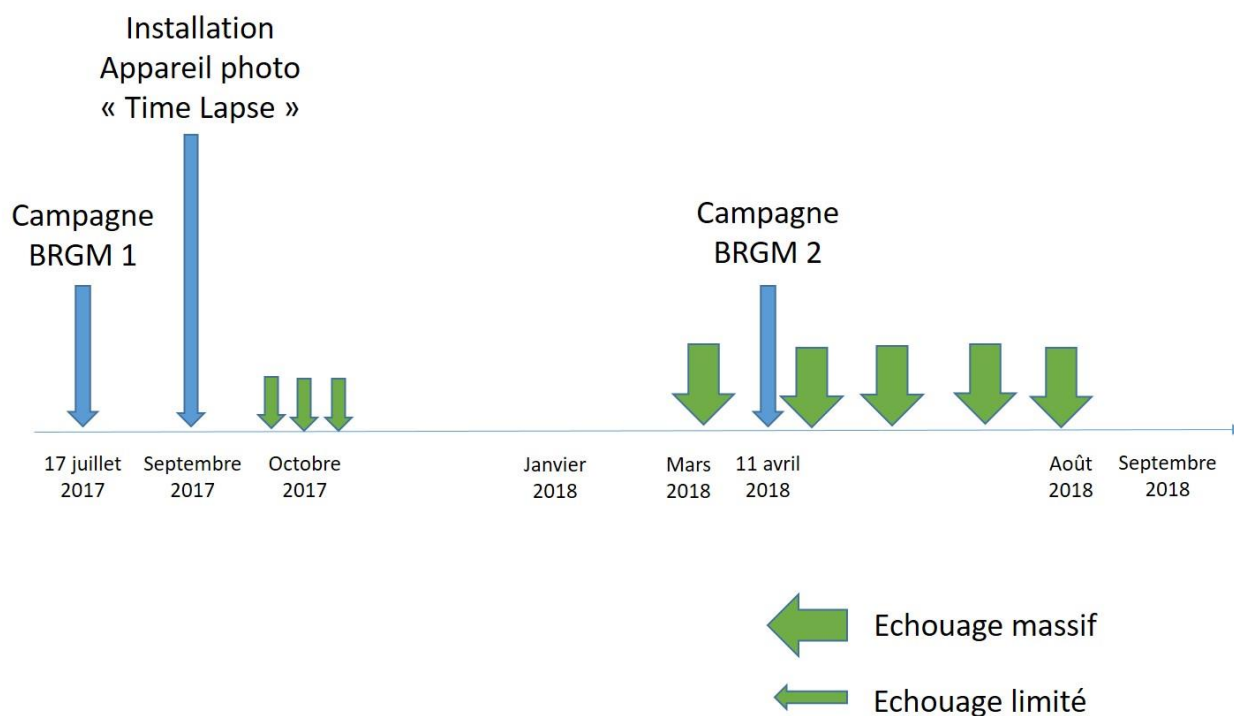 Installation
Appareil photo
« Time Lapse »
Campagne
BRGM 1
Campagne
BRGM 2
17 juillet
2017
Septembre
2017
Octobre
2017
Janvier
2018
Mars
2018
11 avril
2018
Août
2018
Septembre
2018
Echouage massif
Echouage limité